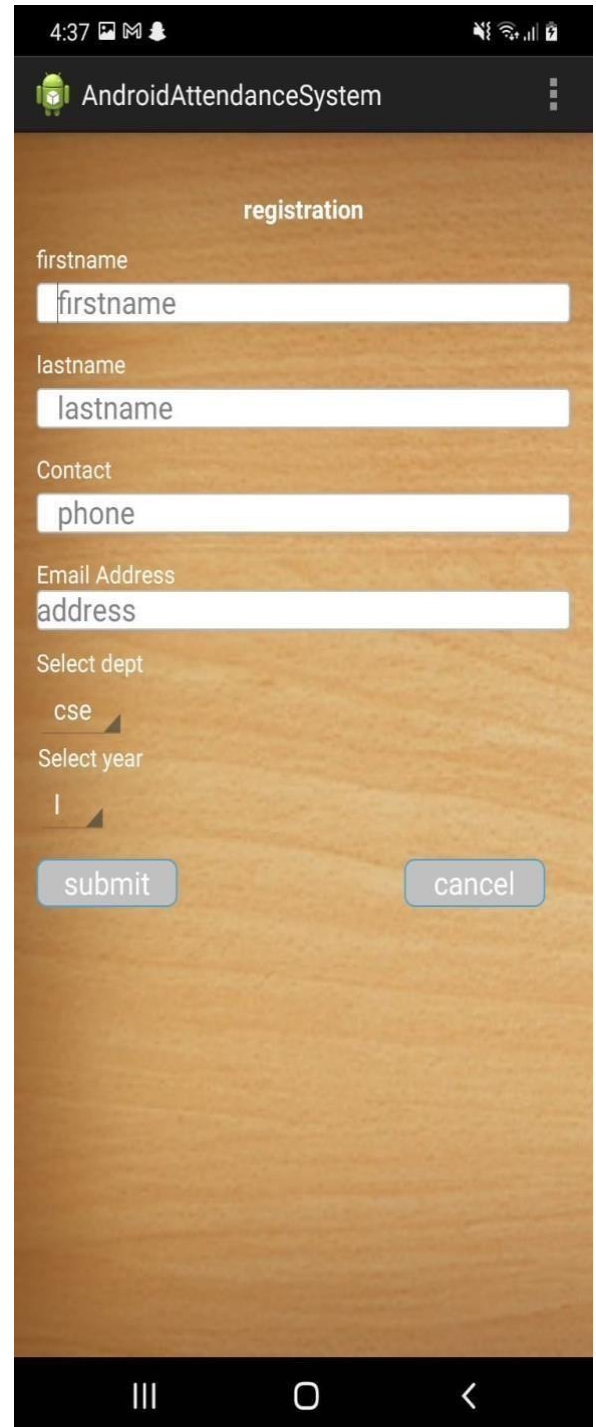 4:37
AndroidAttendanceSystem
registration
firstname
firstname
lastname
lastname
Contact
phone
Email Address
address
Select dept
cse
Select year
I
submit cancel